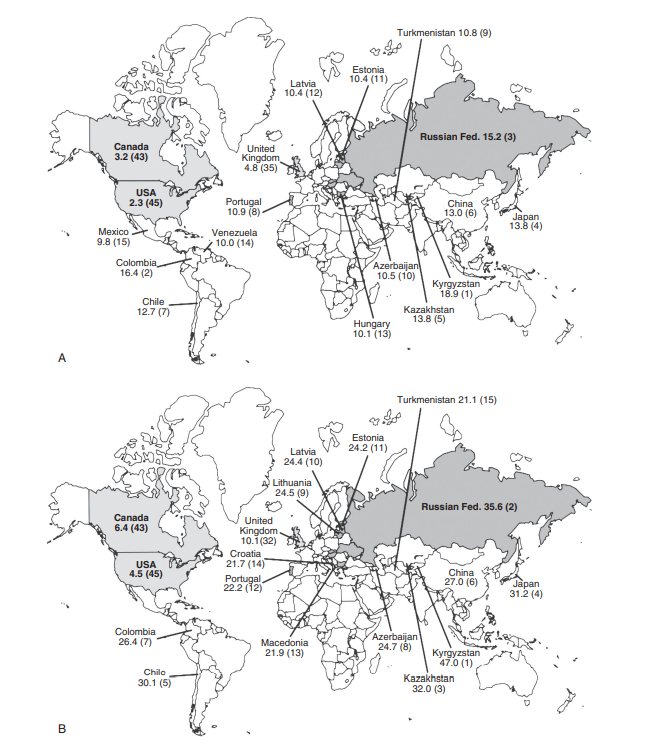 Turkmenistan 10.8 (9)
Estonia
10.4 (11)
Latvia
10.4 (12)
Russian Fed. 15.2 (3)
Canada
3.2 (43)
United
Kingdom
4.8 (35)
USA
2.3 (45)
Portugal
10.9 (8)
China
13.0 (6)
Japan
13.8 (4)
Mexico
9.8 (15)
Venezuela
10.0 (14)
Colombia
16.4 (2)
Azerbaijan
10.5 (10)
Kyrgyzstan
18.9 (1)
Chile
12.7 (7)
Kazakhstan
13.8 (5)
Hungary
10.1 (13)
A
Turkmenistan 21.1 (15)
Estonia
24.2 (11)
Latvia
24.4 (10)
Lithuania
24.5 (9)
Russian Fed. 35.6 (2)
Canada
6.4 (43)
United
Kingdom
10.1(32)
Croatia
21.7 (14)
USA
4.5 (45)
Portugal
22.2 (12)
China
27.0 (6)
Japan
31.2 (4)
Colombia
26.4 (7)
Macedonia
21.9 (13)
Azerbaijan
24.7 (8)
Kyrgyzstan
47.0 (1)
Chile
30.1 (5)
Kazakhstan
32.0 (3)
B